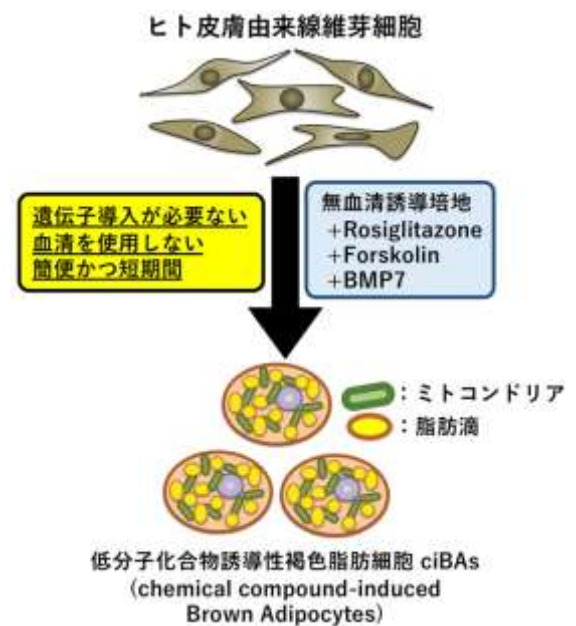 ヒト皮膚由来線維芽細胞
遺伝子導入が必要ない
血清を使用しない
簡便かつ短期間
無血清誘導培地
+Rosiglitazone
+Forskolin
+BMP7
：ミトコンドリア
：脂肪滴
低分子化合物誘導性褐色脂肪細胞 ciBAs
(chemical compound-induced
Brown Adipocytes)